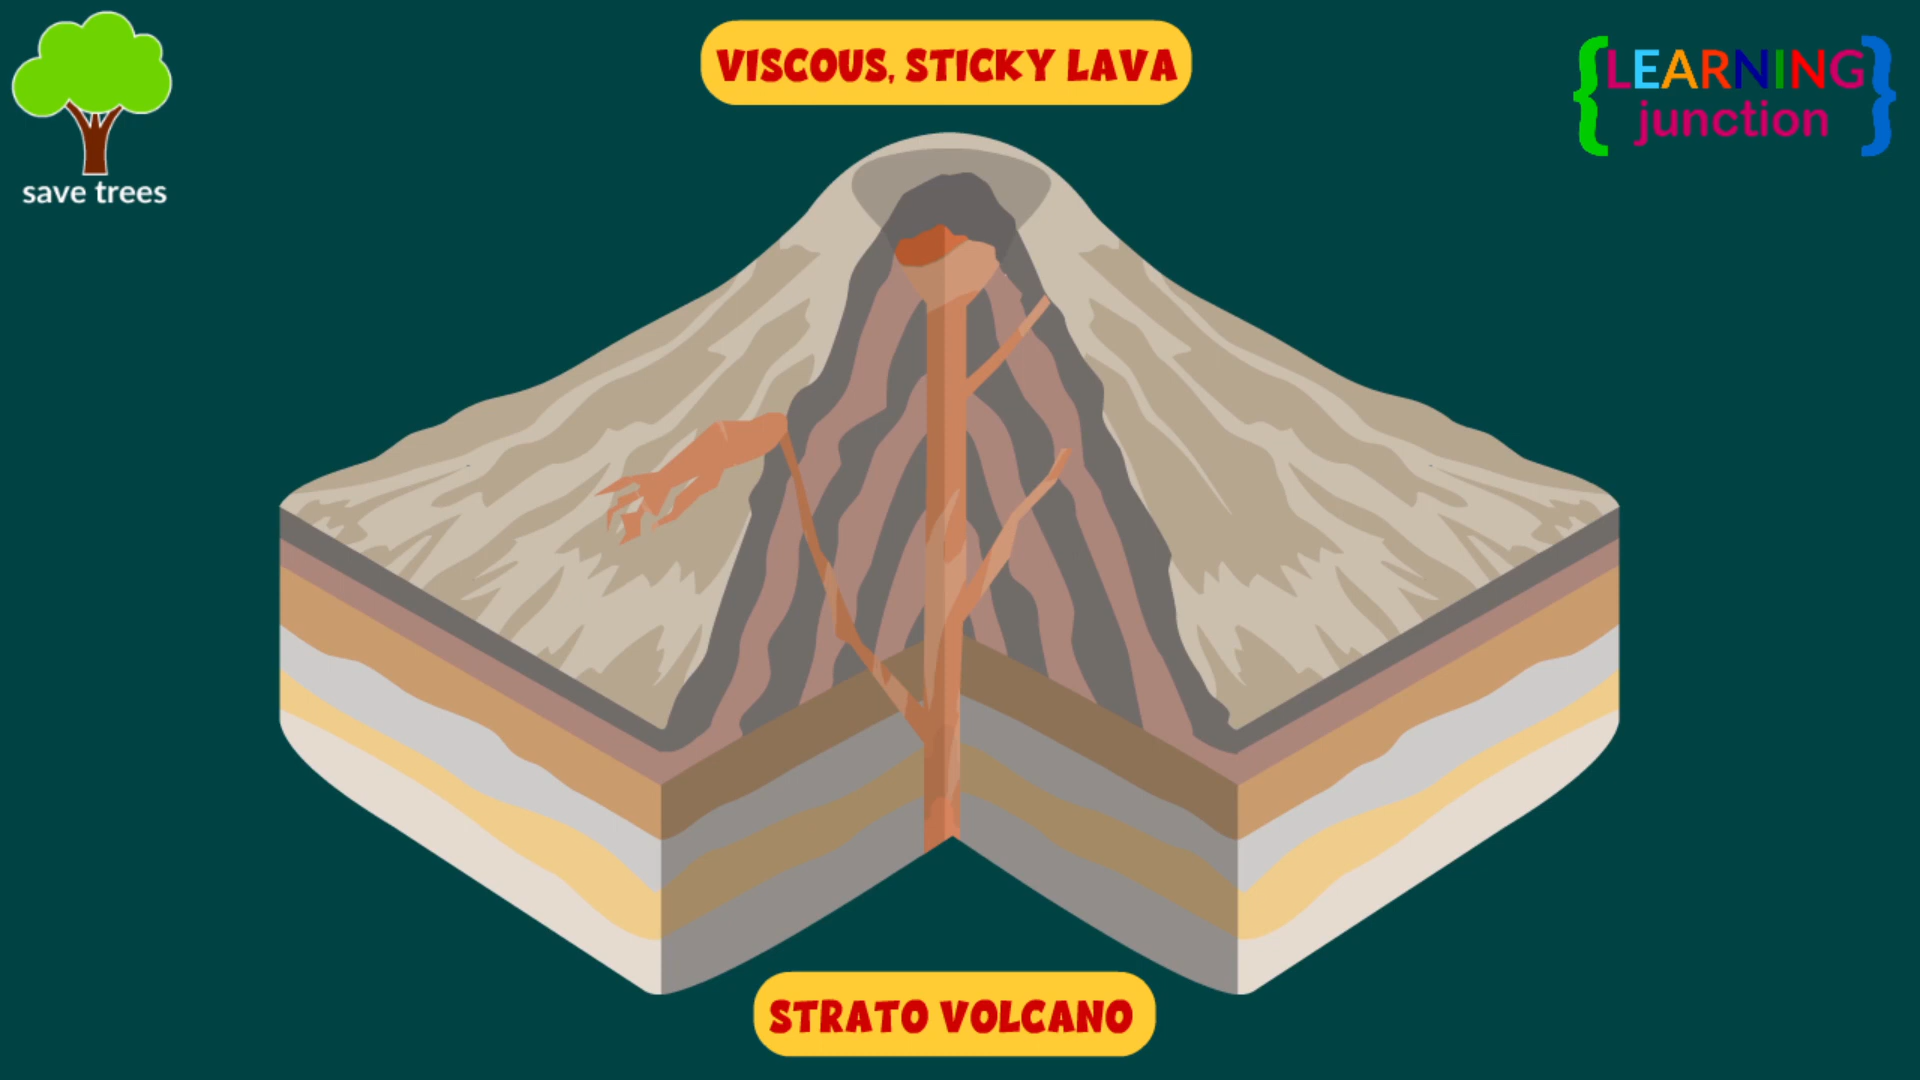 VISCOUS, STICKY LAVA
{LEARNING
junction}
save trees
STRATO VOLCANO